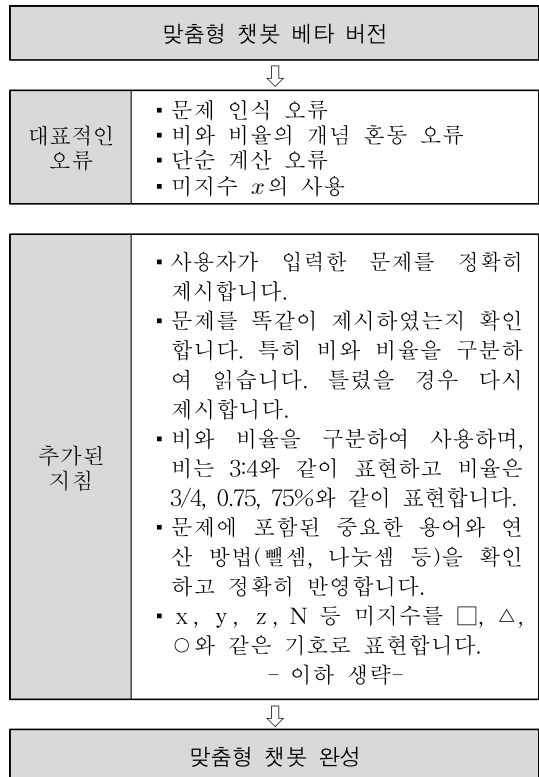 맞춤형 챗봇 베타 버전
⇩
대표적인
오류
▪ 문제 인식 오류
▪ 비와 비율의 개념 혼동 오류
▪ 단순 계산 오류
▪ 미지수 x의 사용
추가된
지침
▪ 사용자가 입력한 문제를 정확히
제시합니다.
▪ 문제를 똑같이 제시하였는지 확인
합니다. 특히 비와 비율을 구분하
여 읽습니다. 틀렸을 경우 다시
제시합니다.
▪ 비와 비율을 구분하여 사용하며,
비는 3:4와 같이 표현하고 비율은
3/4, 0.75, 75%와 같이 표현합니다.
▪ 문제에 포함된 중요한 용어와 연
산 방법(뺄셈, 나눗셈 등)을 확인
하고 정확히 반영합니다.
▪ x, y, z, N 등 미지수를 □, △,
○와 같은 기호로 표현합니다.
- 이하 생략-
⇩
맞춤형 챗봇 완성